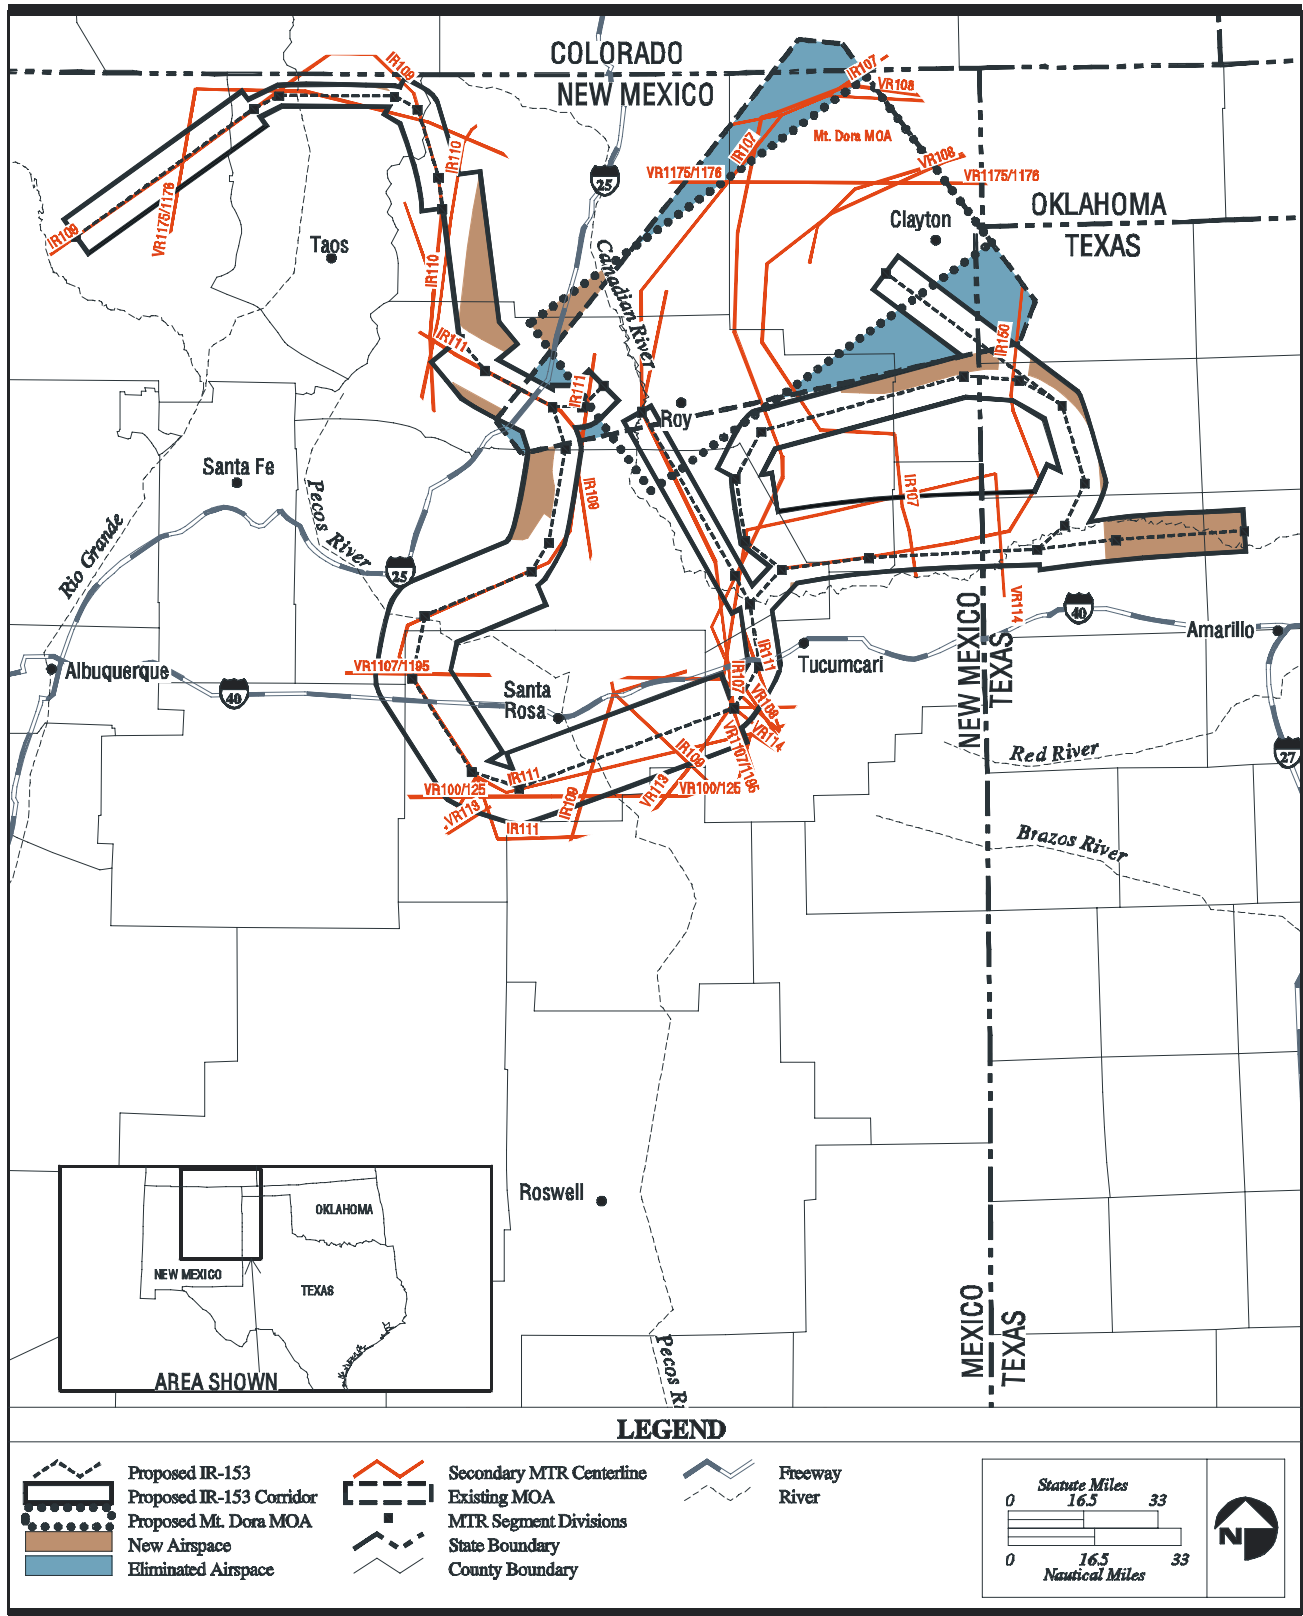 COLORADO
NEW MEXICO
IR109
IR107
VR108
Mt. Dora MOA
IR107
IR110
VR108
VR1175/1176
VR1175/1176
VR1175/1176
25
OKLAHOMA
TEXAS
Clayton
IR109
Taos
IR110
Canadian River
IR111
IR150
IR111
Roy
Santa Fe
Pecos River
IR109
IR107
Rio Grande
25
NEW MEXICO
TEXAS
VR114
40
Amarillo
Albuquerque
VR1107/1195
IR111
Tucumcari
IR107
40
Santa
Rosa
VR108
VR114
IR109
VR1107/1195
Red River
27
IR111
VR100/125
VR113
VR100/125
IR109
VR113
IR111
Brazos River
Roswell
OKLAHOMA
NEW MEXICO
TEXAS
AREA SHOWN
MEXICO
TEXAS
Pecos Ri
LEGEND
Proposed IR-153
Proposed IR-153 Corridor
Proposed Mt. Dora MOA
New Airspace
Eliminated Airspace
Secondary MTR Centerline
Existing MOA
MTR Segment Divisions
State Boundary
County Boundary
Freeway
River
Statute Miles
0 16.5 33
0 16.5 33
Nautical Miles
N